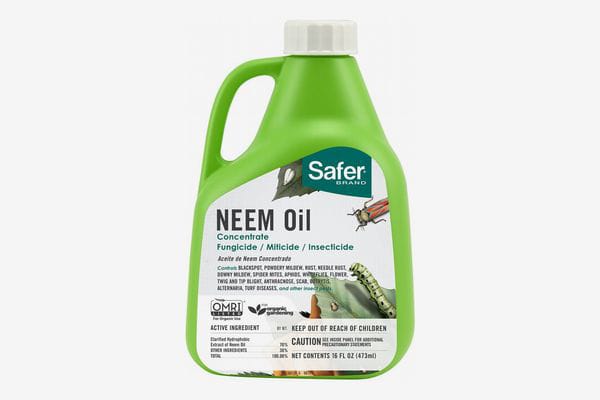 Safer®
BRAND
NEEM Oil
Concentrate
Fungicide / Miticide / Insecticide
Aceite de Neem Concentrado
Controls BLACKSPOT, POWDERY MILDEW, RUST, NEEDLE RUST,
DOWNY MILDEW, SPIDER MITES, APHIDS, WHITEFLIES, FLOWER,
TWIG AND TIP BLIGHT, ANTHRACNOSE, SCAB, BOTRYTIS,
ALTERNARIA, TURF DISEASES, and other insect pests.
OMRI
LISTED
For Organic Use
FOR
organic
gardening
ACTIVE INGREDIENT BY WT.
Clarified Hydrophobic
Extract of Neem Oil 70%
OTHER INGREDIENTS 30%
TOTAL 100.00%
KEEP OUT OF REACH OF CHILDREN
CAUTION SEE INSIDE PANEL FOR ADDITIONAL
PRECAUTIONARY STATEMENTS
NET CONTENTS 16 FL OZ (473ml)